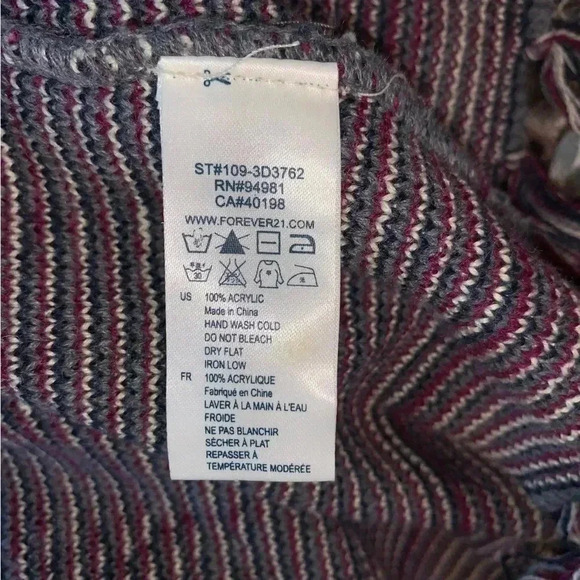 ST#109-3D3762
RN#94981
CA#40198
WWW.FOREVER21.COM
30
US 100% ACRYLIC
Made in China
HAND WASH COLD
DO NOT BLEACH
DRY FLAT
IRON LOW
FR 100% ACRYLIQUE
Fabriqué en Chine
LAVER À LA MAIN À L'EAU
FROIDE
NE PAS BLANCHIR
SÉCHER À PLAT
REPASSER À
TEMPÉRATURE MODÉRÉE